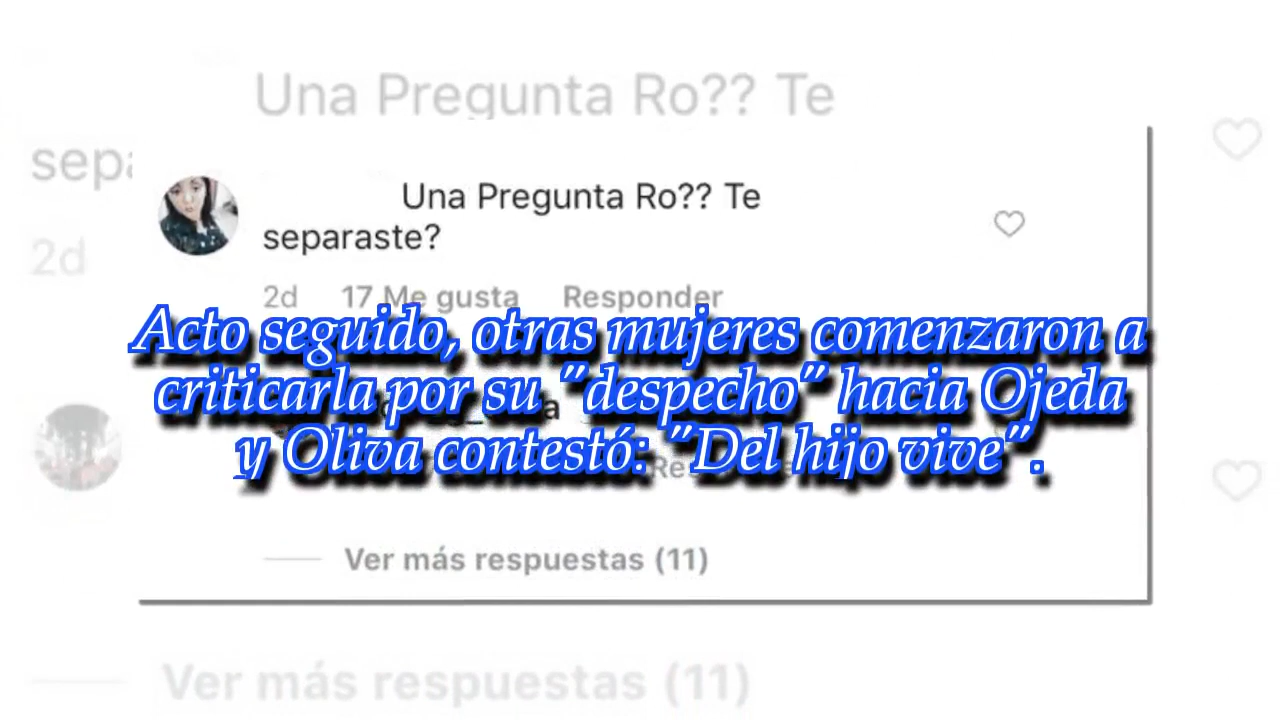 Una Pregunta Ro?? Te
sepa
2d
Una Pregunta Ro?? Te
separaste?
2d 17 Me gusta Responder
Acto seguido, otras mujeres comenzaron a
criticarla por su "despecho" hacia Ojeda
y Oliva contestó: "Del hijo vive".
Ver más respuestas (11)
Ver más respuestas (11)